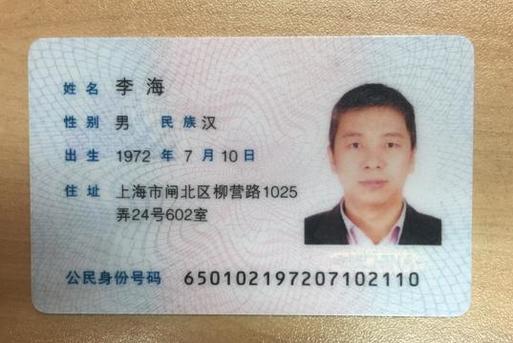 姓名 李海
性别 男 民族 汉
出生 1972 年 7 月 10 日
住址 上海市闸北区柳营路1025
弄24号602室
公民身份号码 650102197207102110